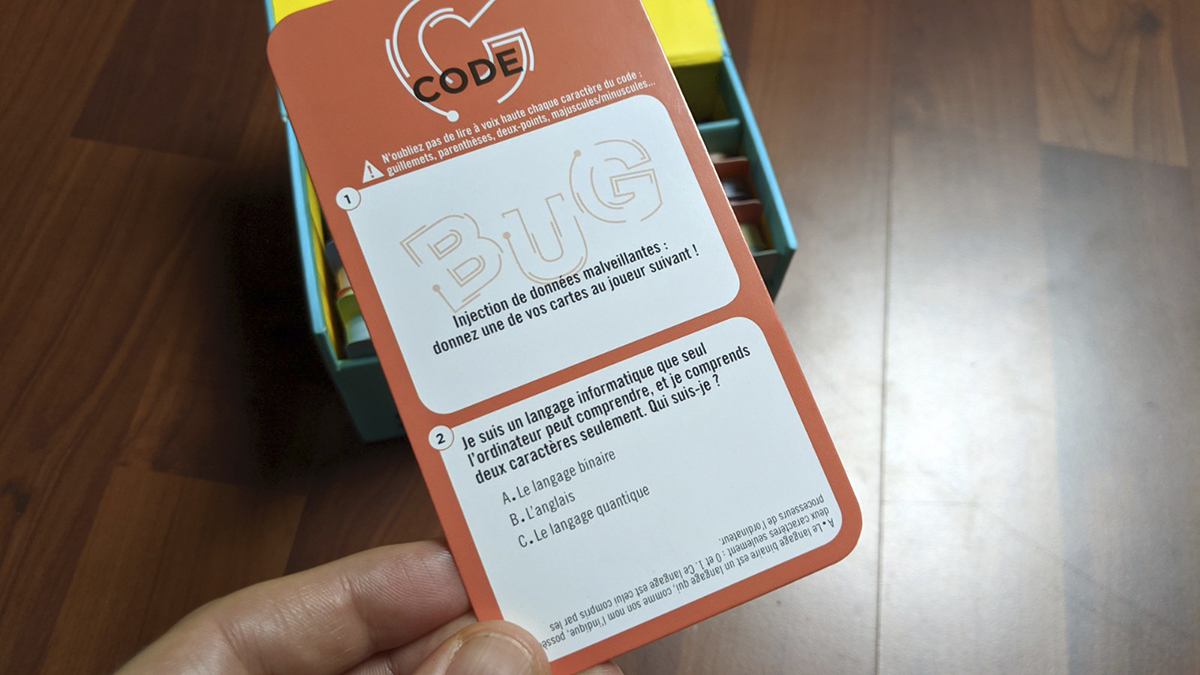 G
CODE
N'oubliez pas de lire à voix haute chaque caractère du code :
guillemets, parenthèses, deux-points, majuscules/minuscules...
1
BUG
Injection de données malveillantes :
donnez une de vos cartes au joueur suivant !
2
Je suis un langage informatique que seul
l'ordinateur peut comprendre, et je comprends
deux caractères seulement. Qui suis-je ?
A. Le langage binaire
B. L'anglais
C. Le langage quantique
A. Le langage binaire est un langage qui, comme son nom l'indique, possè
deux caractères seulement : 0 et 1. Ce langage est celui compris par les
processeurs de l'ordinateur.